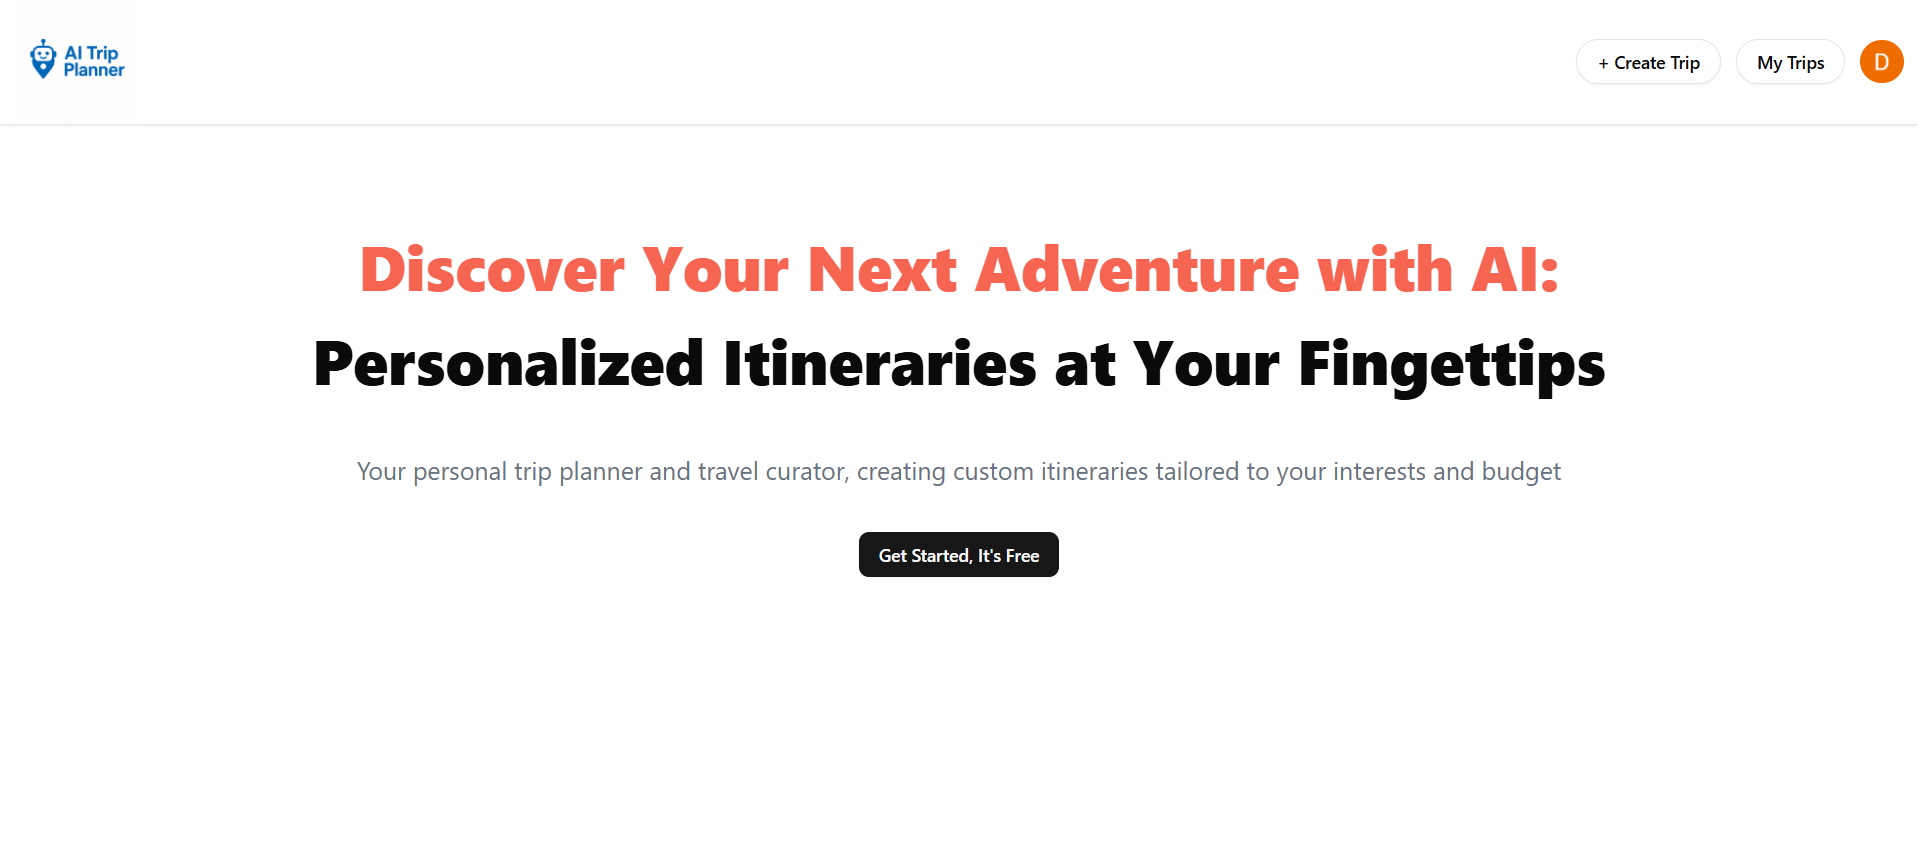 AI Trip
Planner
+ Create Trip
My Trips
D
Discover Your Next Adventure with AI:
Personalized Itineraries at Your Fingettips
Your personal trip planner and travel curator, creating custom itineraries tailored to your interests and budget
Get Started, It's Free